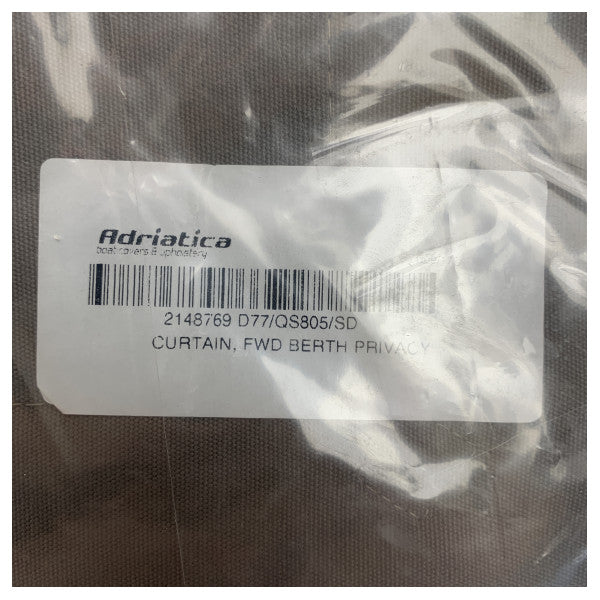 Adriatica
boat covers & upholstery
2148769 D77/QS805/SD
CURTAIN, FWD BERTH PRIVACY